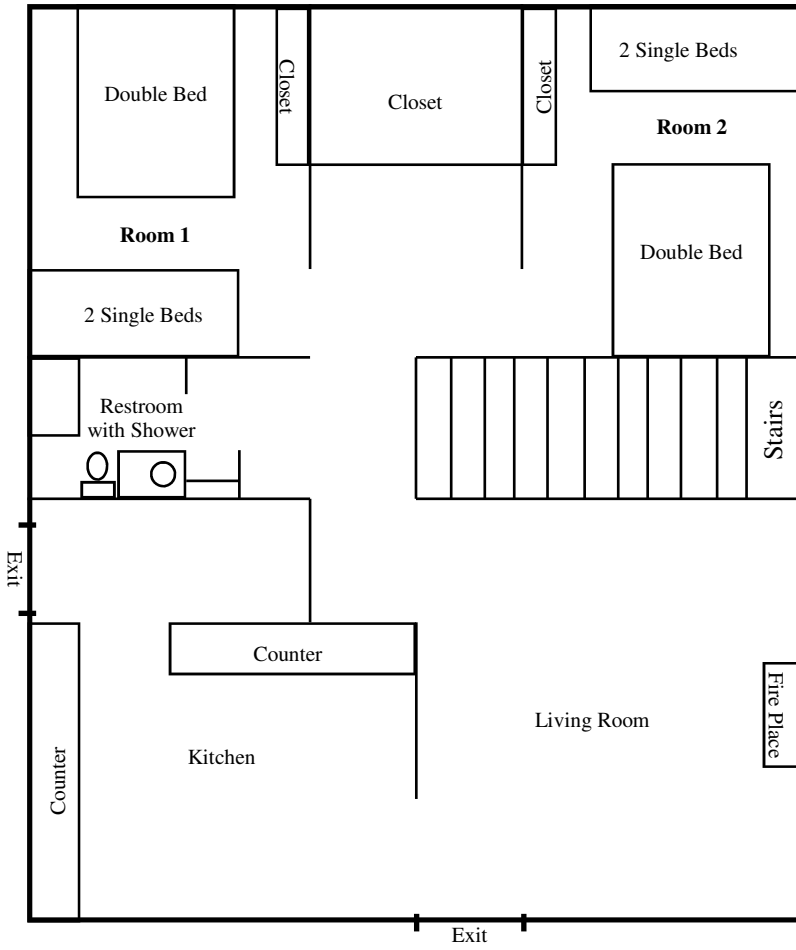 Double Bed
Closet
Closet
Closet
2 Single Beds
Room 2
Room 1
Double Bed
2 Single Beds
Restroom
with Shower
Stairs
Exit
Counter
Fire Place
Living Room
Kitchen
Counter
Exit